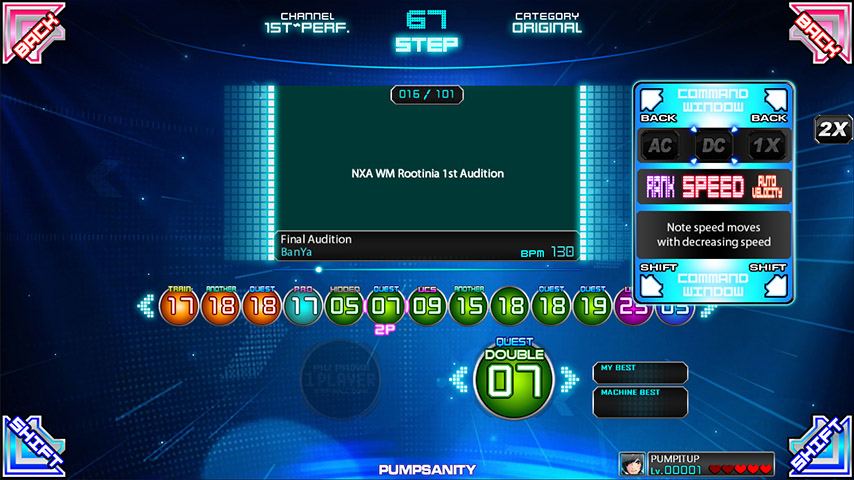 BACK
CHANNEL
1ST~PERF.
67
STEP
CATEGORY
ORIGINAL
BACK
016 / 101
NXA WM Rootinia 1st Audition
Final Audition
BanYa
BPM 130
COMMAND
WINDOW
BACK
BACK
AC
DC
1X
2X
RANK
SPEED
AUTO
VELOCITY
Note speed moves
with decreasing speed
SHIFT
SHIFT
COMMAND
WINDOW
TRAIN
17
ANOTHER
18
QUEST
18
PRO
17
HIDDEN
05
QUEST
07
UCS
09
ANOTHER
15
18
QUEST
18
QUEST
19
23
2P
QUEST
DOUBLE
07
MY BEST
MACHINE BEST
SHIFT
PUMPSANITY
PUMPITUP
Lv.00001
SHIFT